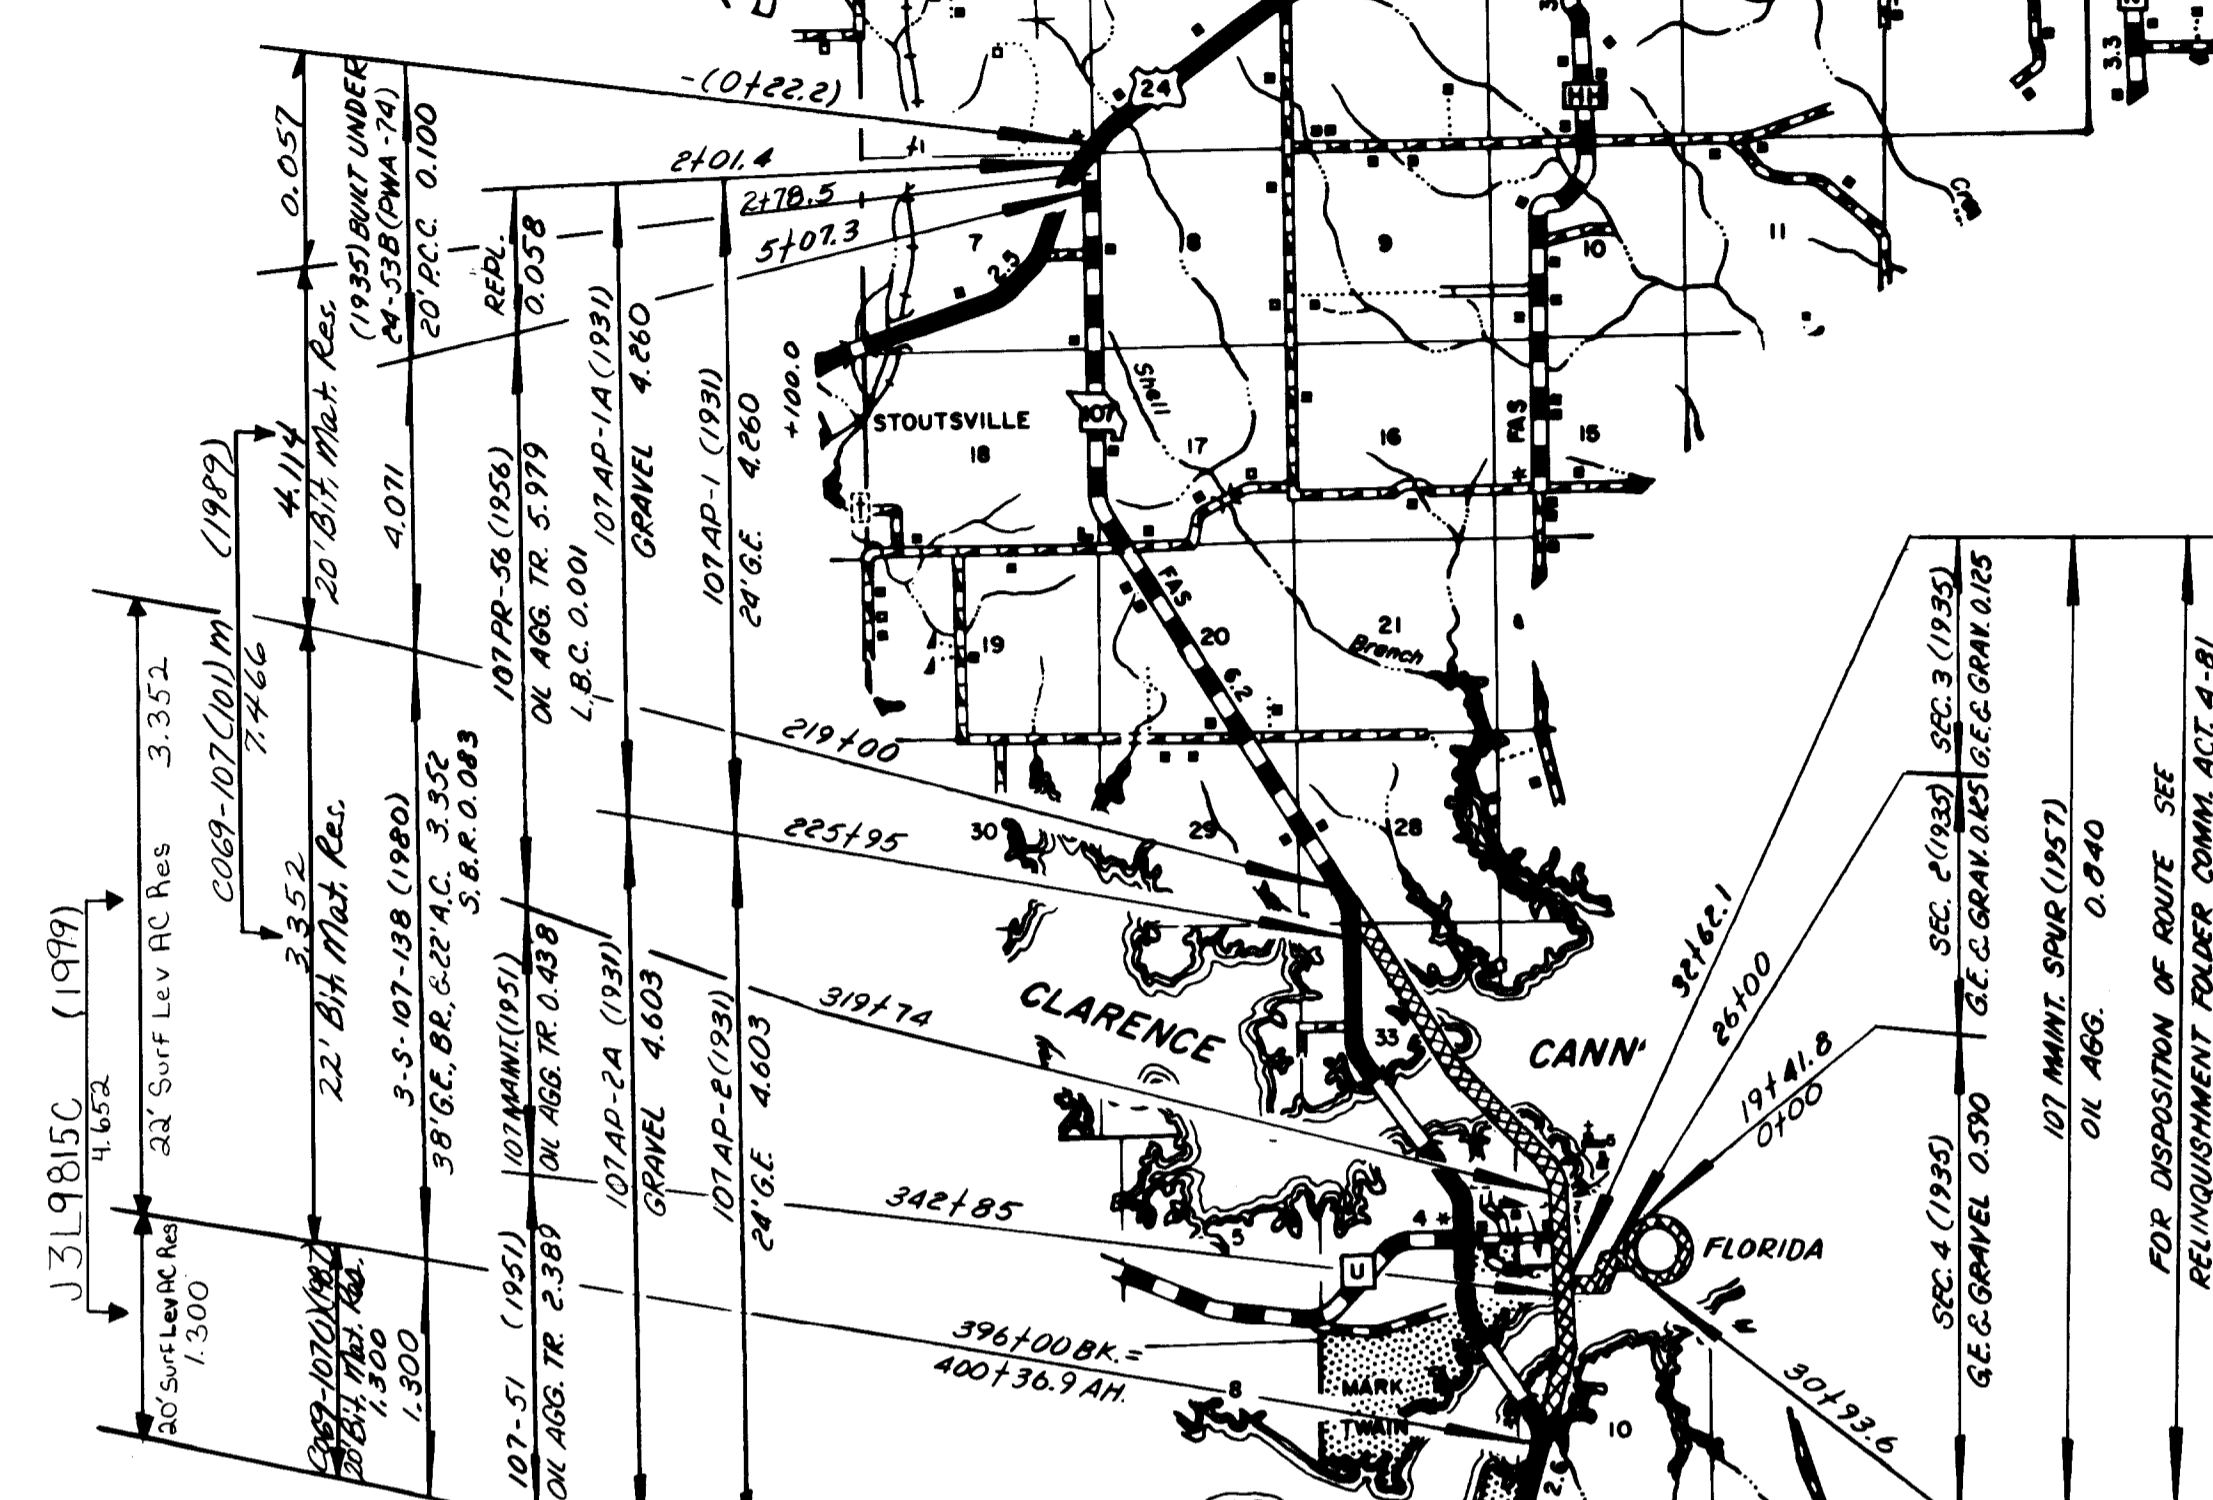 J3L9815C (1999)
4.652
22' Surf Lev AC Res 3.352
20' Surf Lev AC Res
1.300
C069-107(101)M (1989)
7.466
0.057
4.114
20' Bit. Mat. Res.
3.352
22' Bit. Mat. Res.
20' Bit. Mat. Res.
1.300
(1935) BUILT UNDER
24-53B (PWA-74)
20' P.C.C. 0.100
4.071
3-S-107-138 (1980)
38' G.E., BR., & 22' A.C. 3.352
S.B.R. 0.083
1.300
REPL.
0.058
107 PR-56 (1956)
OIL AGG. TR. 5.979
L.B.C. 0.001
107 MAINT. (1951)
OIL AGG. TR. 0.438
107-51 (1951)
OIL AGG. TR. 2.389
107 AP-1A (1931)
GRAVEL 4.260
107 AP-2A (1931)
GRAVEL 4.603
107 AP-1 (1931)
24' G.E. 4.260
107 AP-2 (1931)
24' G.E. 4.603
-(0+22.2)
2+01.4
2+78.5
5+07.3
+100.0
219+00
225+95
319+74
342+85
396+00 BK.=
400+36.9 AH.
24
HH
3.3
7
8
9
10
11
2.5
STOUTSVILLE
18
107
Shell
17
16
FAS
15
FAS
19
20
21
Branch
6.2
30
29
28
CLARENCE
CANN
33
32+62.1
26+00
19+41.8
0+00
FLORIDA
4
5
U
MARK
TWAIN
8
10
2.6
30+93.6
SEC. 3 (1935)
G.E. & GRAV. 0.125
SEC. 2 (1935)
G.E. & GRAV. 0.125
SEC. 4 (1935)
G.E. & GRAVEL 0.590
107 MAINT. SPUR (1957)
OIL AGG. 0.840
FOR DISPOSITION OF ROUTE SEE
RELINQUISHMENT FOLDER COMM. ACT. 4-81